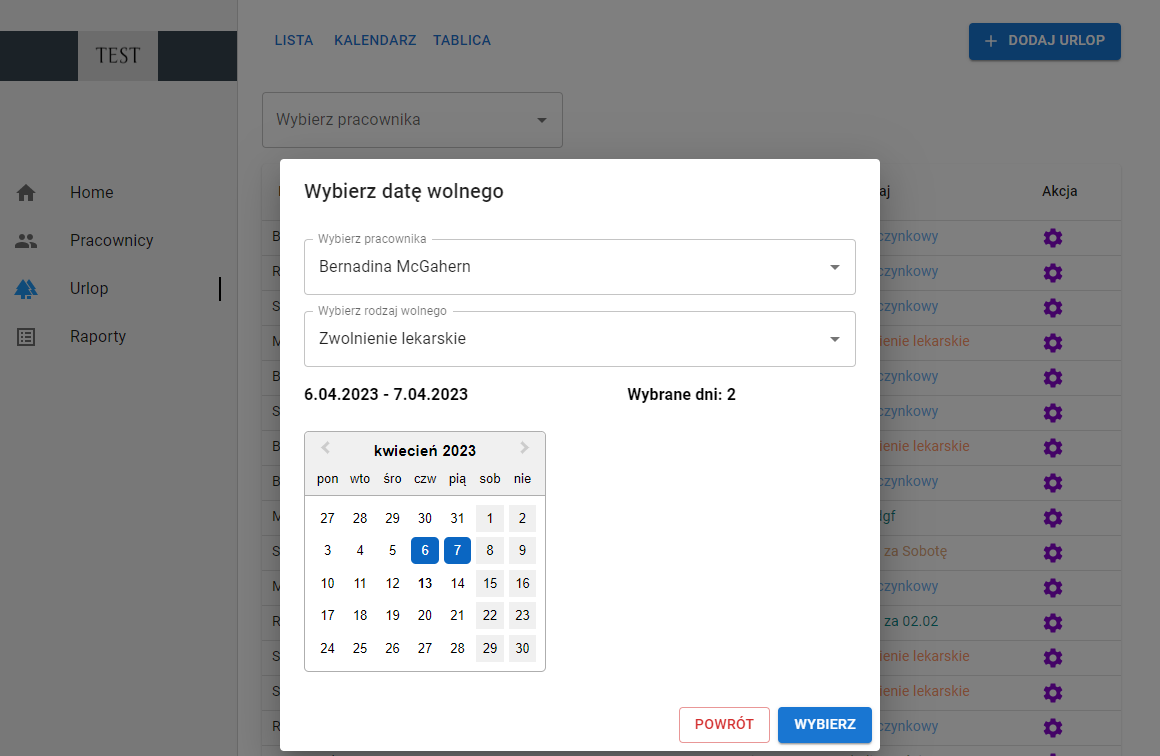 TEST
LISTA KALENDARZ TABLICA
+ DODAJ URLOP
Wybierz pracownika
Home
Pracownicy
Urlop
Raporty
Akcja
Wybierz datę wolnego
Wybierz pracownika
Bernadina McGahern
Wybierz rodzaj wolnego
Zwolnienie lekarskie
6.04.2023 - 7.04.2023 Wybrane dni: 2
kwiecień 2023
pon wto śro czw pią sob nie
27 28 29 30 31 1 2
3 4 5 6 7 8 9
10 11 12 13 14 15 16
17 18 19 20 21 22 23
24 25 26 27 28 29 30
POWRÓT WYBIERZ
aj
czynkowy
czynkowy
czynkowy
ienie lekarskie
czynkowy
czynkowy
ienie lekarskie
czynkowy
lgf
za Sobotę
czynkowy
za 02.02
ienie lekarskie
ienie lekarskie
czynkowy